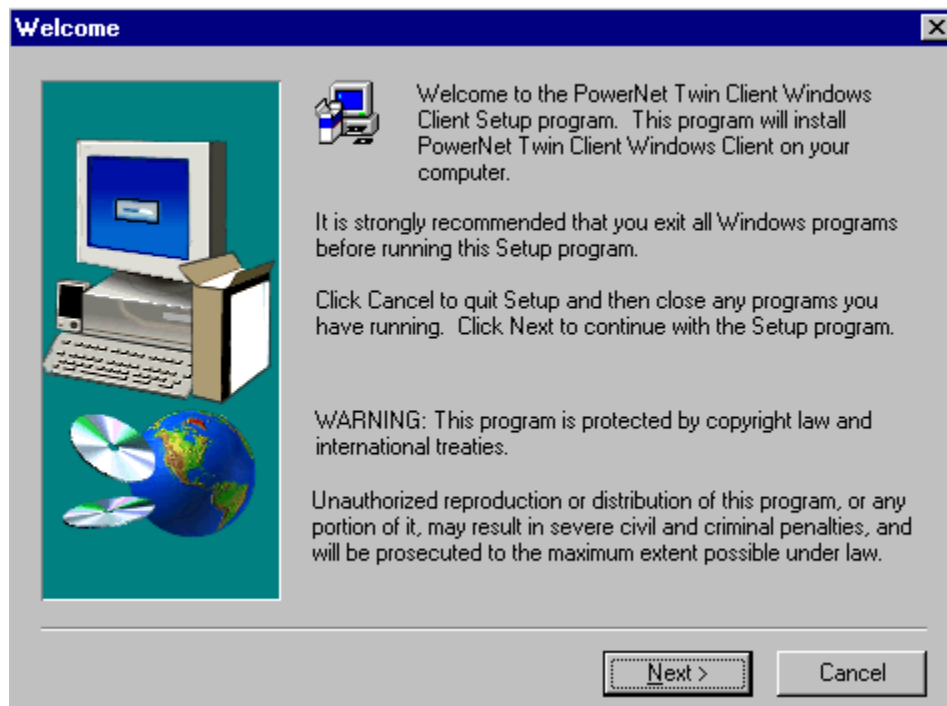 Welcome
Welcome to the PowerNet Twin Client Windows
Client Setup program.  This program will install
PowerNet Twin Client Windows Client on your
computer.
It is strongly recommended that you exit all Windows programs
before running this Setup program.
Click Cancel to quit Setup and then close any programs you
have running.  Click Next to continue with the Setup program.
WARNING: This program is protected by copyright law and
international treaties.
Unauthorized reproduction or distribution of this program, or any
portion of it, may result in severe civil and criminal penalties, and
will be prosecuted to the maximum extent possible under law.
Next >
Cancel